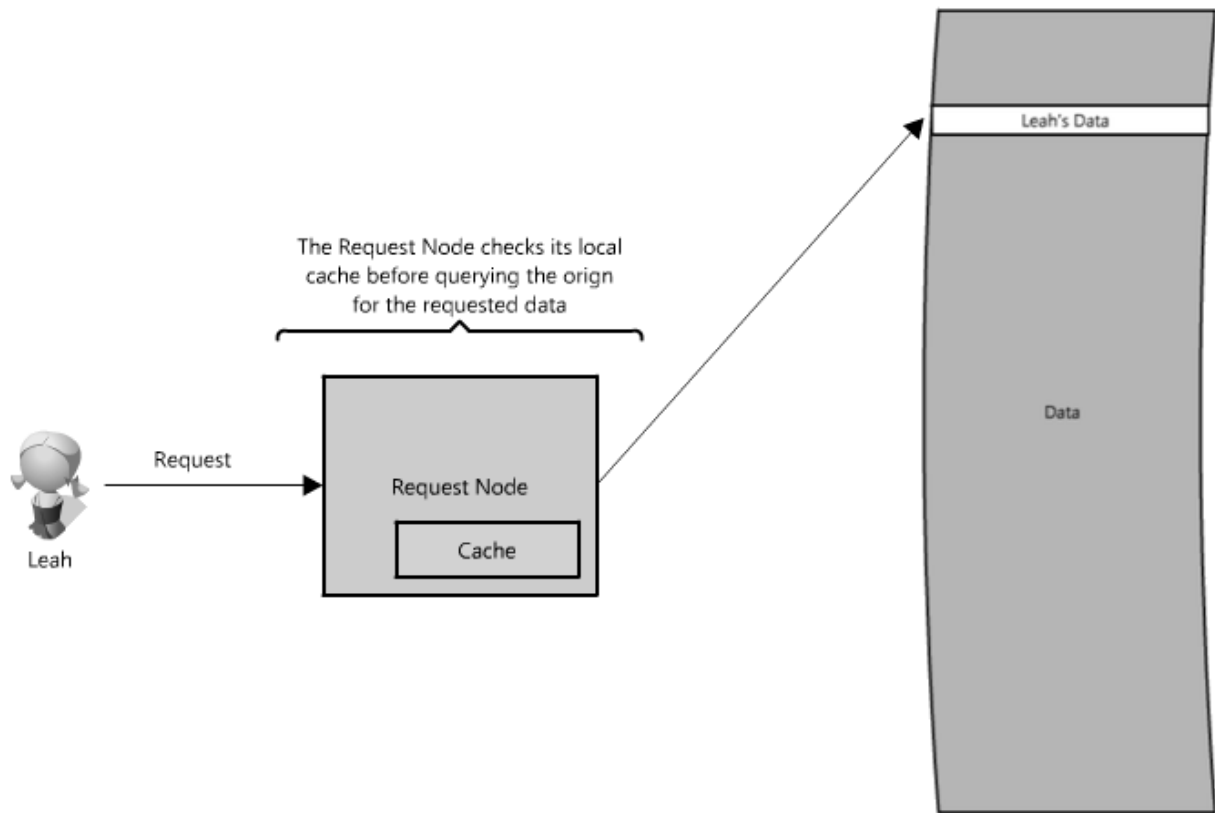 Leah's Data
The Request Node checks its local
cache before querying the orign
for the requested data
Data
Request
Request Node
Cache
Leah